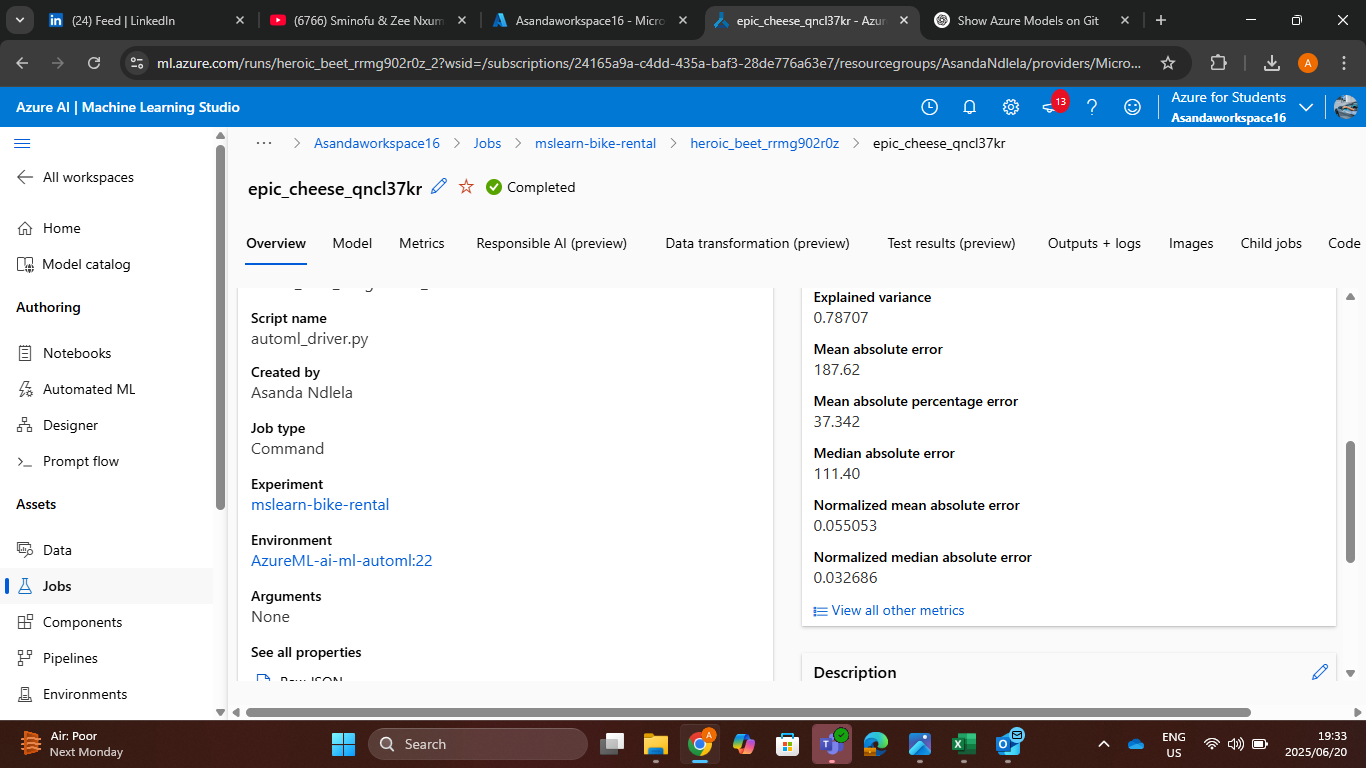 (24) Feed | LinkedIn
(6766) Sminofu & Zee Nxum
Asandaworkspace16 - Micro
epic_cheese_qncl37kr - Azur
Show Azure Models on Git
ml.azure.com/runs/heroic_beet_rrmg902r0z_2?wsid=/subscriptions/24165a9a-c4dd-435a-baf3-28de776a63e7/resourcegroups/AsandaNdlela/providers/Micro...
A
Azure AI | Machine Learning Studio
13
Azure for Students
Asandaworkspace16
All workspaces
Home
Model catalog
Authoring
Notebooks
Automated ML
Designer
Prompt flow
Assets
Data
Jobs
Components
Pipelines
Environments
... > Asandaworkspace16 > Jobs > mslearn-bike-rental > heroic_beet_rrmg902r0z > epic_cheese_qncl37kr
epic_cheese_qncl37kr
Completed
Overview Model Metrics Responsible AI (preview) Data transformation (preview) Test results (preview) Outputs + logs Images Child jobs Code
Script name
automl_driver.py
Created by
Asanda Ndlela
Job type
Command
Experiment
mslearn-bike-rental
Environment
AzureML-ai-ml-automl:22
Arguments
None
See all properties
Raw JSON
Explained variance
0.78707
Mean absolute error
187.62
Mean absolute percentage error
37.342
Median absolute error
111.40
Normalized mean absolute error
0.055053
Normalized median absolute error
0.032686
View all other metrics
Description
Air: Poor
Next Monday
Search
A
ENG
US
19:33
2025/06/20